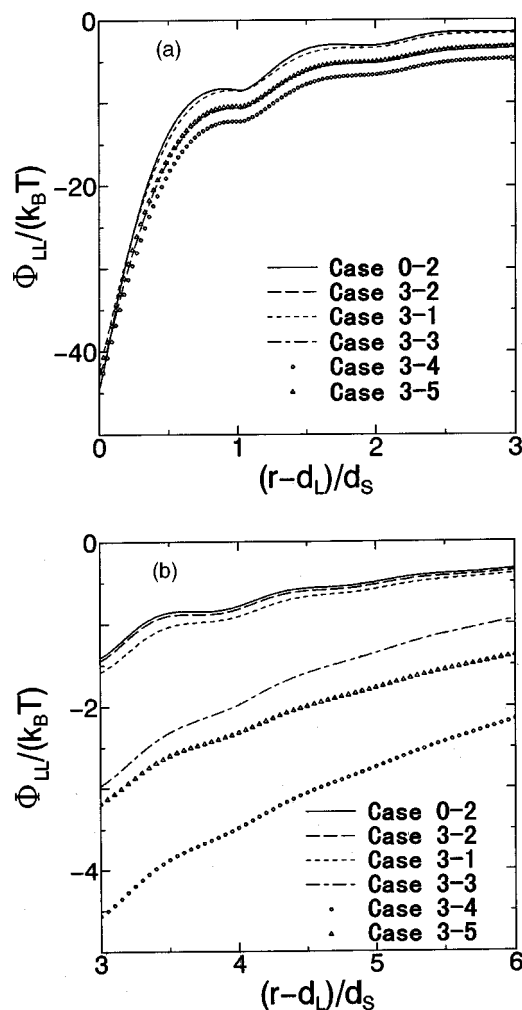 (a)
0
−20
−40
Φ_LL/(k_BT)
Case 0−2
Case 3−2
Case 3−1
Case 3−3
Case 3−4
Case 3−5
0 1 2 3
(r−d_L)/d_S
(b)
0
−2
−4
Φ_LL/(k_BT)
Case 0−2
Case 3−2
Case 3−1
Case 3−3
Case 3−4
Case 3−5
3 4 5 6
(r−d_L)/d_S